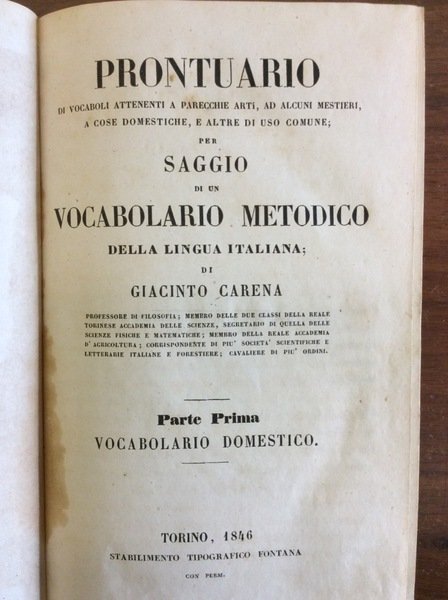 PRONTUARIO
DI VOCABOLI ATTENENTI A PARECCHIE ARTI, AD ALCUNI MESTIERI,
A COSE DOMESTICHE, E ALTRE DI USO COMUNE;
PER
SAGGIO
DI UN
VOCABOLARIO METODICO
DELLA LINGUA ITALIANA;
DI
GIACINTO CARENA
PROFESSORE DI FILOSOFIA; MEMBRO DELLE DUE CLASSI DELLA REALE
TORINESE ACCADEMIA DELLE SCIENZE, SEGRETARIO DI QUELLA DELLE
SCIENZE FISICHE E MATEMATICHE; MEMBRO DELLA REALE ACCADEMIA
D'AGRICOLTURA; CORRISPONDENTE DI PIU' SOCIETA' SCIENTIFICHE E
LETTERARIE ITALIANE E FORESTIERE; CAVALIERE DI PIU' ORDINI.
Parte Prima
VOCABOLARIO DOMESTICO.
TORINO, 1846
STABILIMENTO TIPOGRAFICO FONTANA
CON PERM.